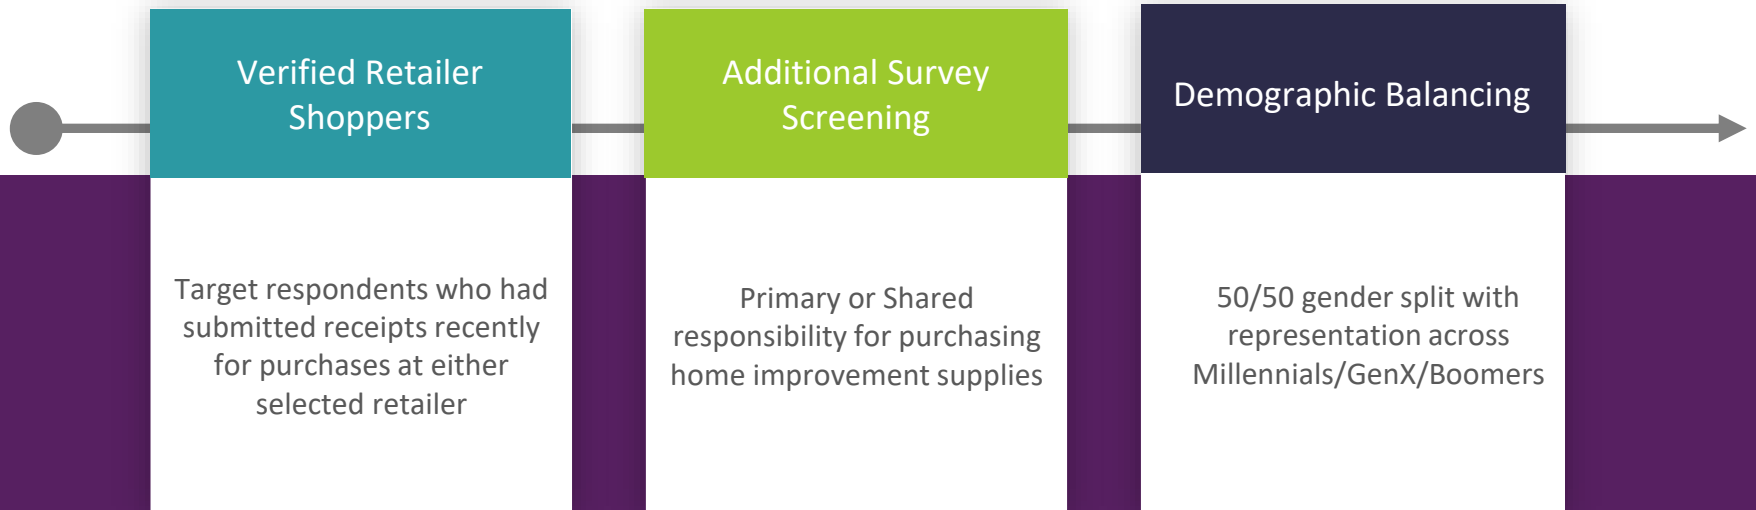 Verified Retailer
Shoppers
Target respondents who had
submitted receipts recently
for purchases at either
selected retailer
Additional Survey
Screening
Primary or Shared
responsibility for purchasing
home improvement supplies
Demographic Balancing
50/50 gender split with
representation across
Millennials/GenX/Boomers